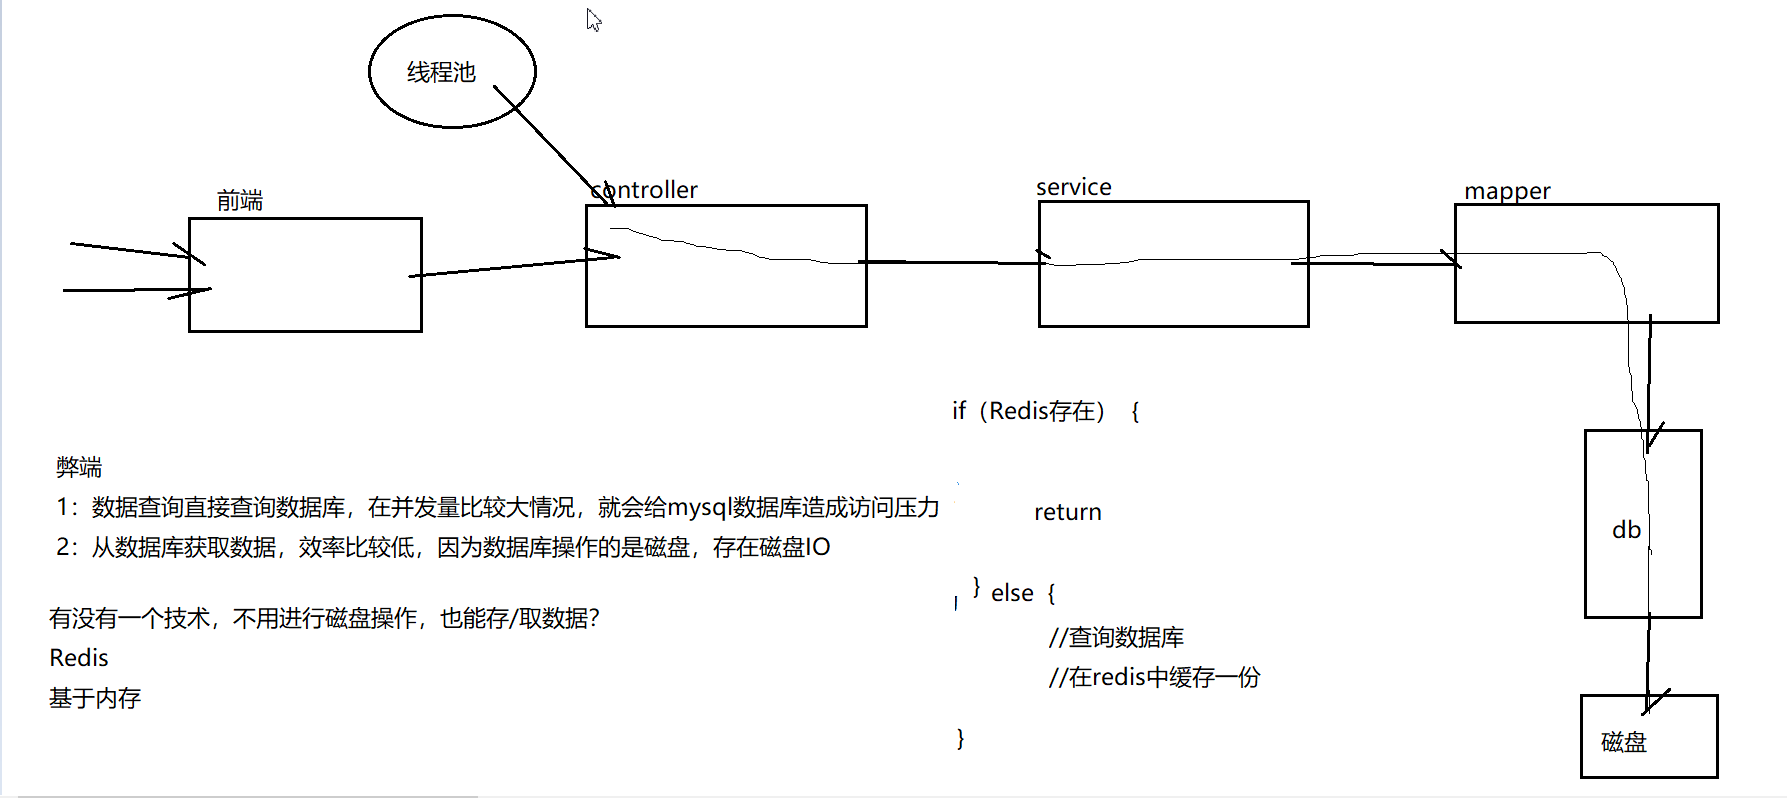 线程池
前端
controller
service
mapper
if（Redis存在） {
return
} else {
//查询数据库
//在redis中缓存一份
}
弊端
1：数据查询直接查询数据库，在并发量比较大情况，就会给mysql数据库造成访问压力
2：从数据库获取数据，效率比较低，因为数据库操作的是磁盘，存在磁盘IO
有没有一个技术，不用进行磁盘操作，也能存/取数据？
Redis
基于内存
db
磁盘